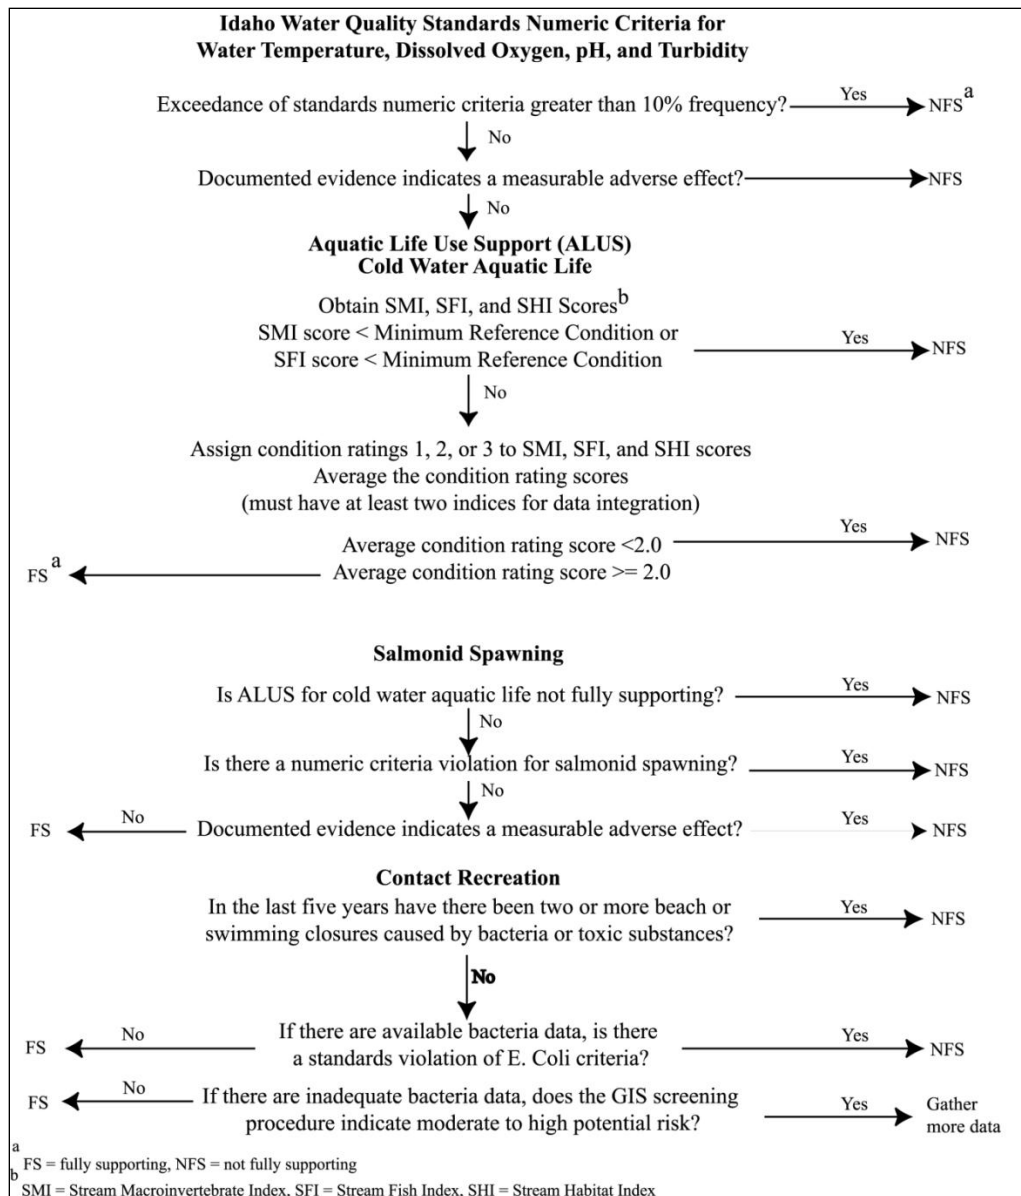 Idaho Water Quality Standards Numeric Criteria for
Water Temperature, Dissolved Oxygen, pH, and Turbidity
Exceedance of standards numeric criteria greater than 10% frequency? Yes NFS a
No
Documented evidence indicates a measurable adverse effect? NFS
No
Aquatic Life Use Support (ALUS)
Cold Water Aquatic Life
Obtain SMI, SFI, and SHI Scores b
SMI score < Minimum Reference Condition or
SFI score < Minimum Reference Condition
Yes NFS
No
Assign condition ratings 1, 2, or 3 to SMI, SFI, and SHI scores
Average the condition rating scores
(must have at least two indices for data integration)
Average condition rating score <2.0 Yes NFS
FS a Average condition rating score >= 2.0
Salmonid Spawning
Is ALUS for cold water aquatic life not fully supporting? Yes NFS
No
Is there a numeric criteria violation for salmonid spawning? Yes NFS
No
FS No Documented evidence indicates a measurable adverse effect? Yes NFS
Contact Recreation
In the last five years have there been two or more beach or
swimming closures caused by bacteria or toxic substances?
Yes NFS
No
FS No
If there are available bacteria data, is there
a standards violation of E. Coli criteria?
Yes NFS
FS No
If there are inadequate bacteria data, does the GIS screening
procedure indicate moderate to high potential risk?
Yes
Gather
more data
a FS = fully supporting, NFS = not fully supporting
b SMI = Stream Macroinvertebrate Index, SFI = Stream Fish Index, SHI = Stream Habitat Index